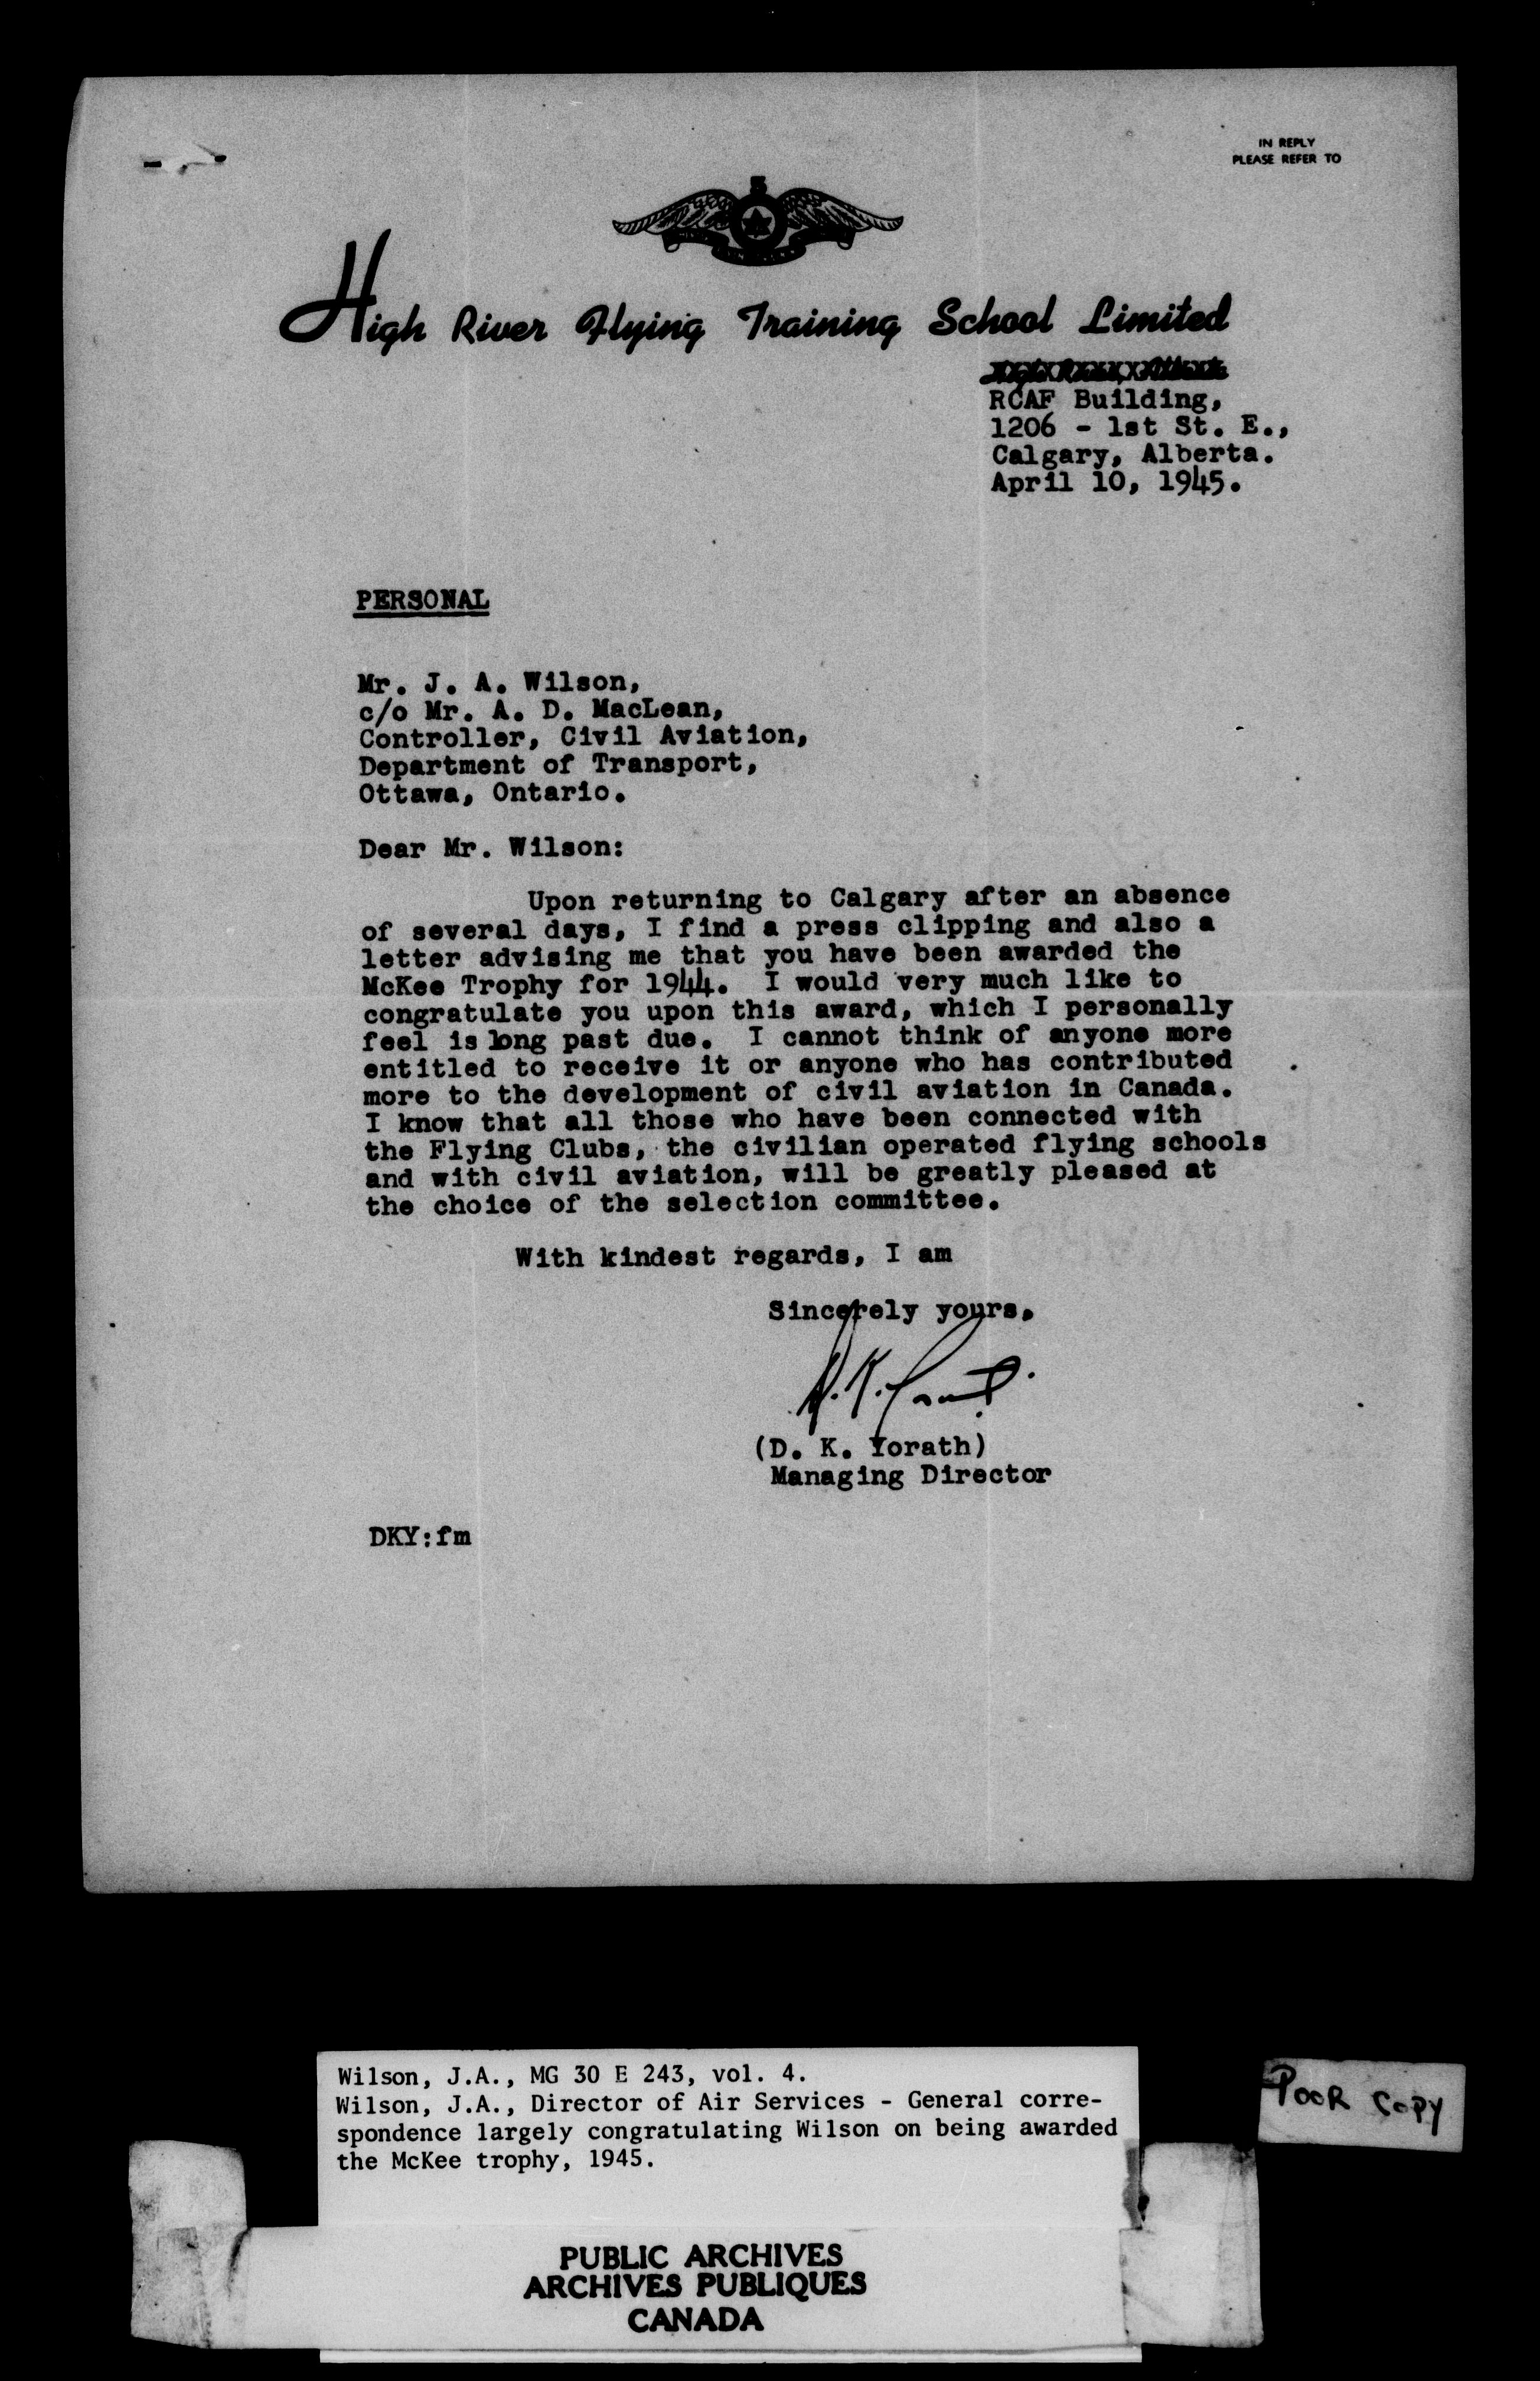 IN REPLY
PLEASE REFER TO
5
High River Flying Training School Limited
RCAF Building,
1206 - 1st St. E.,
Calgary, Alberta.
April 10, 1945.
PERSONAL
Mr. J. A. Wilson,
c/o Mr. A. D. MacLean,
Controller, Civil Aviation,
Department of Transport,
Ottawa, Ontario.
Dear Mr. Wilson:
Upon returning to Calgary after an absence
of several days, I find a press clipping and also a
letter advising me that you have been awarded the
McKee Trophy for 1944. I would very much like to
congratulate you upon this award, which I personally
feel is long past due. I cannot think of anyone more
entitled to receive it or anyone who has contributed
more to the development of civil aviation in Canada.
I know that all those who have been connected with
the Flying Clubs, the civilian operated flying schools
and with civil aviation, will be greatly pleased at
the choice of the selection committee.
With kindest regards, I am
Sincerely yours,
(D. K. Yorath)
Managing Director
DKY:fm
Wilson, J.A., MG 30 E 243, vol. 4.
Wilson, J.A., Director of Air Services - General corre-
spondence largely congratulating Wilson on being awarded
the McKee trophy, 1945.
POOR COPY
PUBLIC ARCHIVES
ARCHIVES PUBLIQUES
CANADA